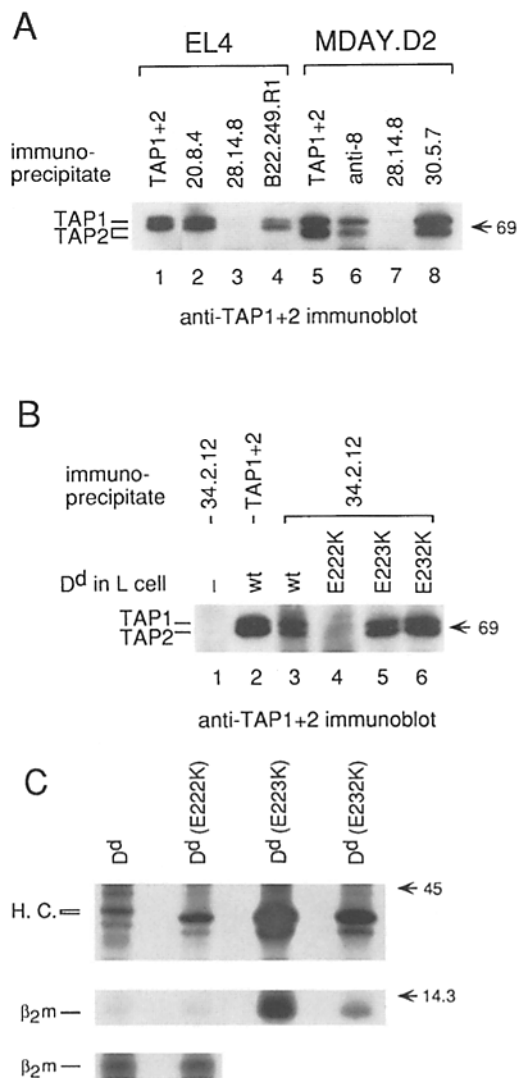 A
EL4 MDAY.D2
immuno-
precipitate
TAP1+2 20.8.4 28.14.8 B22.249.R1 TAP1+2 anti-8 28.14.8 30.5.7
TAP1
TAP2
69
1 2 3 4 5 6 7 8
anti-TAP1+2 immunoblot
B
immuno-
precipitate
- 34.2.12 - TAP1+2 34.2.12
Dᵈ in L cell
– wt wt E222K E223K E232K
TAP1
TAP2
69
1 2 3 4 5 6
anti-TAP1+2 immunoblot
C
Dᵈ Dᵈ (E222K) Dᵈ (E223K) Dᵈ (E232K)
H. C.
45
β₂m
14.3
β₂m